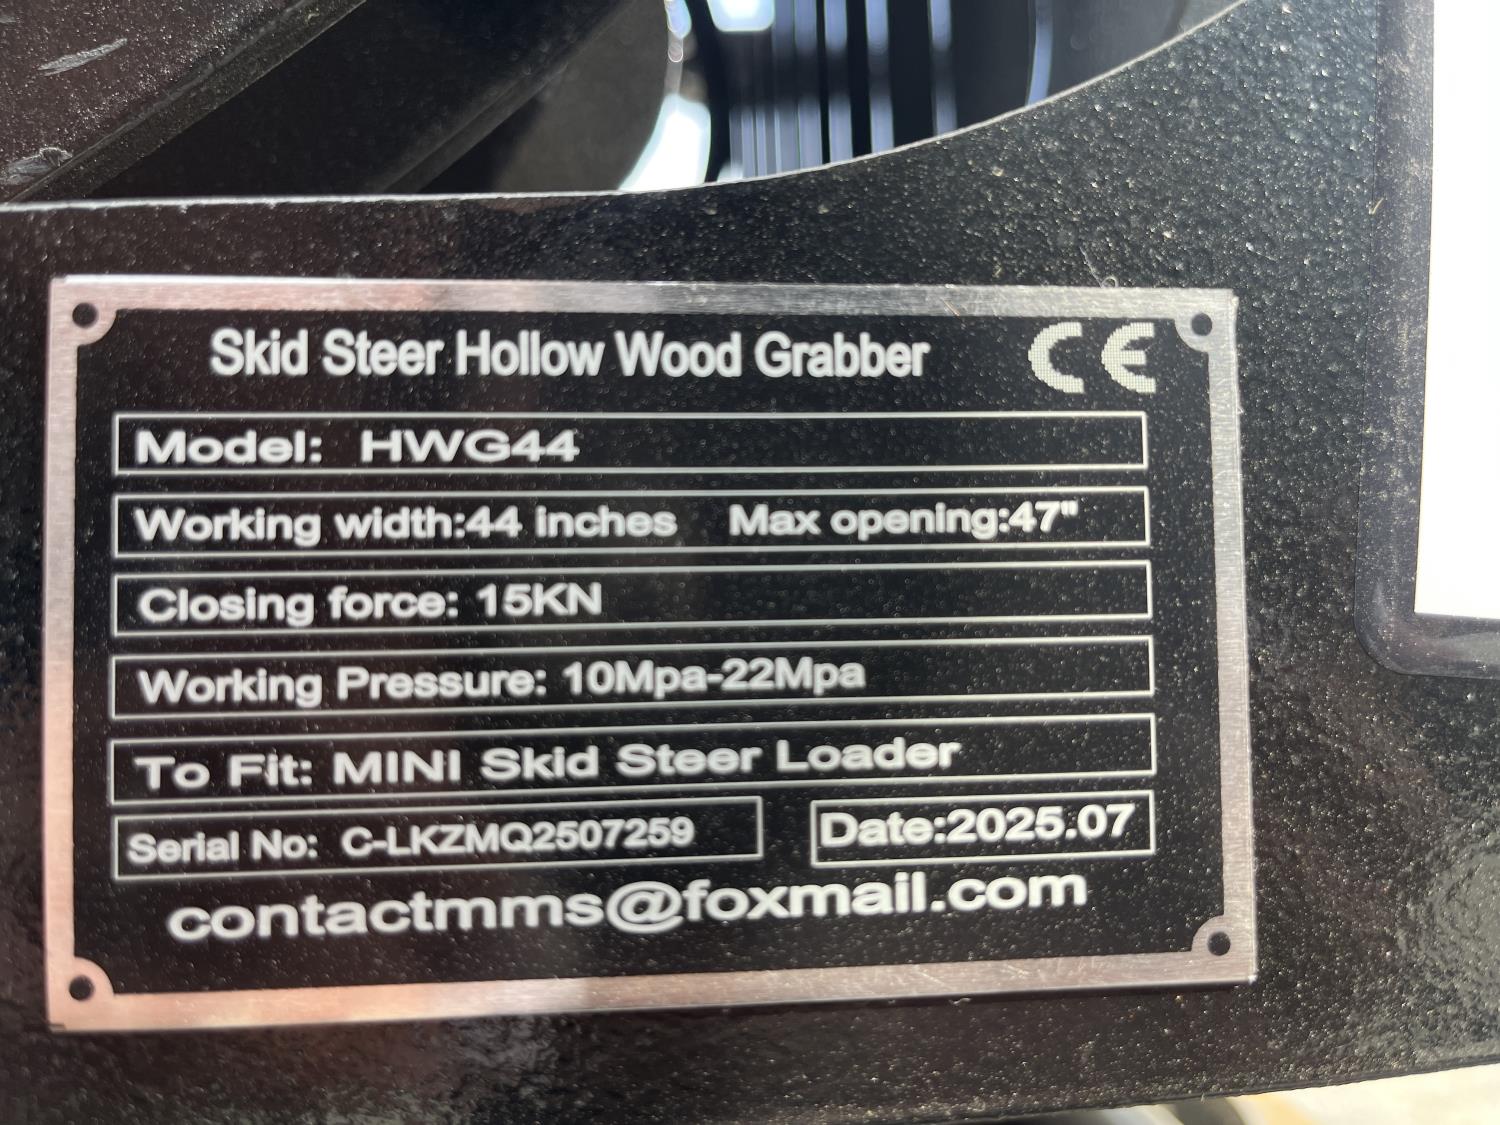 Skid Steer Hollow Wood Grabber CE
Model: HWG44
Working width:44 inches Max opening:47"
Closing force: 15KN
Working Pressure: 10Mpa-22Mpa
To Fit: MINI Skid Steer Loader
Serial No: C-LKZMQ2507259 Date:2025.07
contactmms@foxmail.com